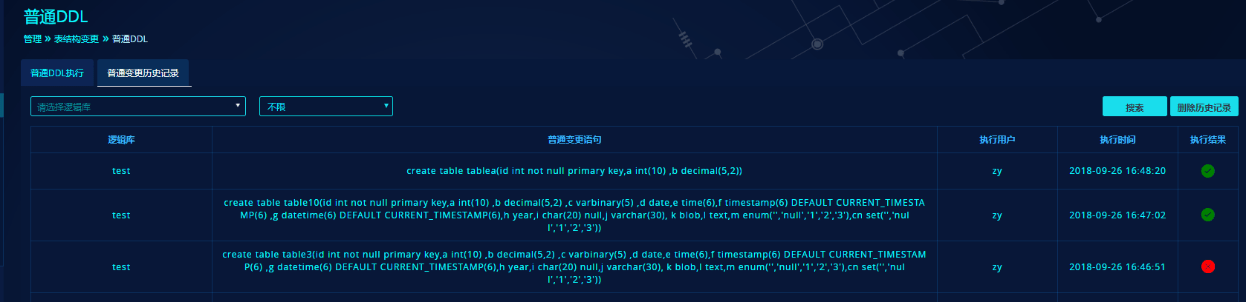 普通DDL
管理 » 表结构变更 » 普通DDL
普通DDL执行 普通变更历史记录
请选择逻辑库 不限 搜索 删除历史记录
逻辑库 普通变更语句 执行用户 执行时间 执行结果
test create table tablea(id int not null primary key,a int(10) ,b decimal(5,2)) zy 2018-09-26 16:48:20
create table table10(id int not null primary key,a int(10) ,b decimal(5,2) ,c varbinary(5) ,d date,e time(6),f timestamp(6) DEFAULT CURRENT_TIMESTA
test MP(6) ,g datetime(6) DEFAULT CURRENT_TIMESTAMP(6),h year,i char(20) null,j varchar(30), k blob,l text,m enum('','null','1','2','3'),cn set('','nul zy 2018-09-26 16:47:02
l','1','2','3'))
create table table3(id int not null primary key,a int(10) ,b decimal(5,2) ,c varbinary(5) ,d date,e time(6),f timestamp(6) DEFAULT CURRENT_TIMESTAM
test P(6) ,g datetime(6) DEFAULT CURRENT_TIMESTAMP(6),h year,i char(20) null,j varchar(30), k blob,l text,m enum('','null','1','2','3'),cn set('','nul zy 2018-09-26 16:46:51
l','1','2','3'))